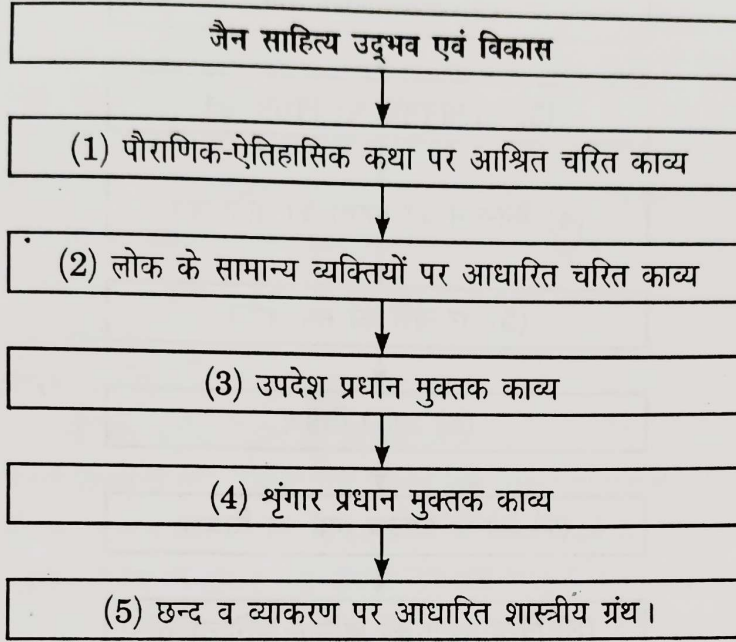 जैन साहित्य उद्‌भव एवं विकास
(1) पौराणिक-ऐतिहासिक कथा पर आश्रित चरित काव्य
(2) लोक के सामान्य व्यक्तियों पर आधारित चरित काव्य
(3) उपदेश प्रधान मुक्तक काव्य
(4) शृंगार प्रधान मुक्तक काव्य
(5) छन्द व व्याकरण पर आधारित शास्त्रीय ग्रंथ।